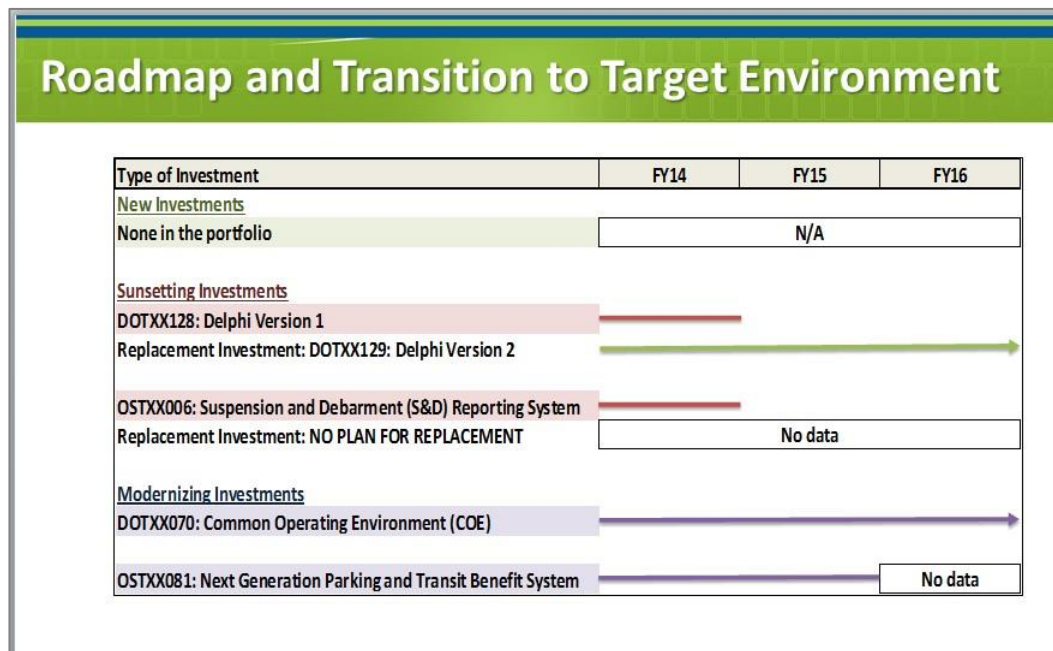 Roadmap and Transition to Target Environment
Type of Investment FY14 FY15 FY16
New Investments
None in the portfolio N/A
Sunsetting Investments
DOTXX128: Delphi Version 1
Replacement Investment: DOTXX129: Delphi Version 2
OSTXX006: Suspension and Debarment (S&D) Reporting System
Replacement Investment: NO PLAN FOR REPLACEMENT No data
Modernizing Investments
DOTXX070: Common Operating Environment (COE)
OSTXX081: Next Generation Parking and Transit Benefit System No data